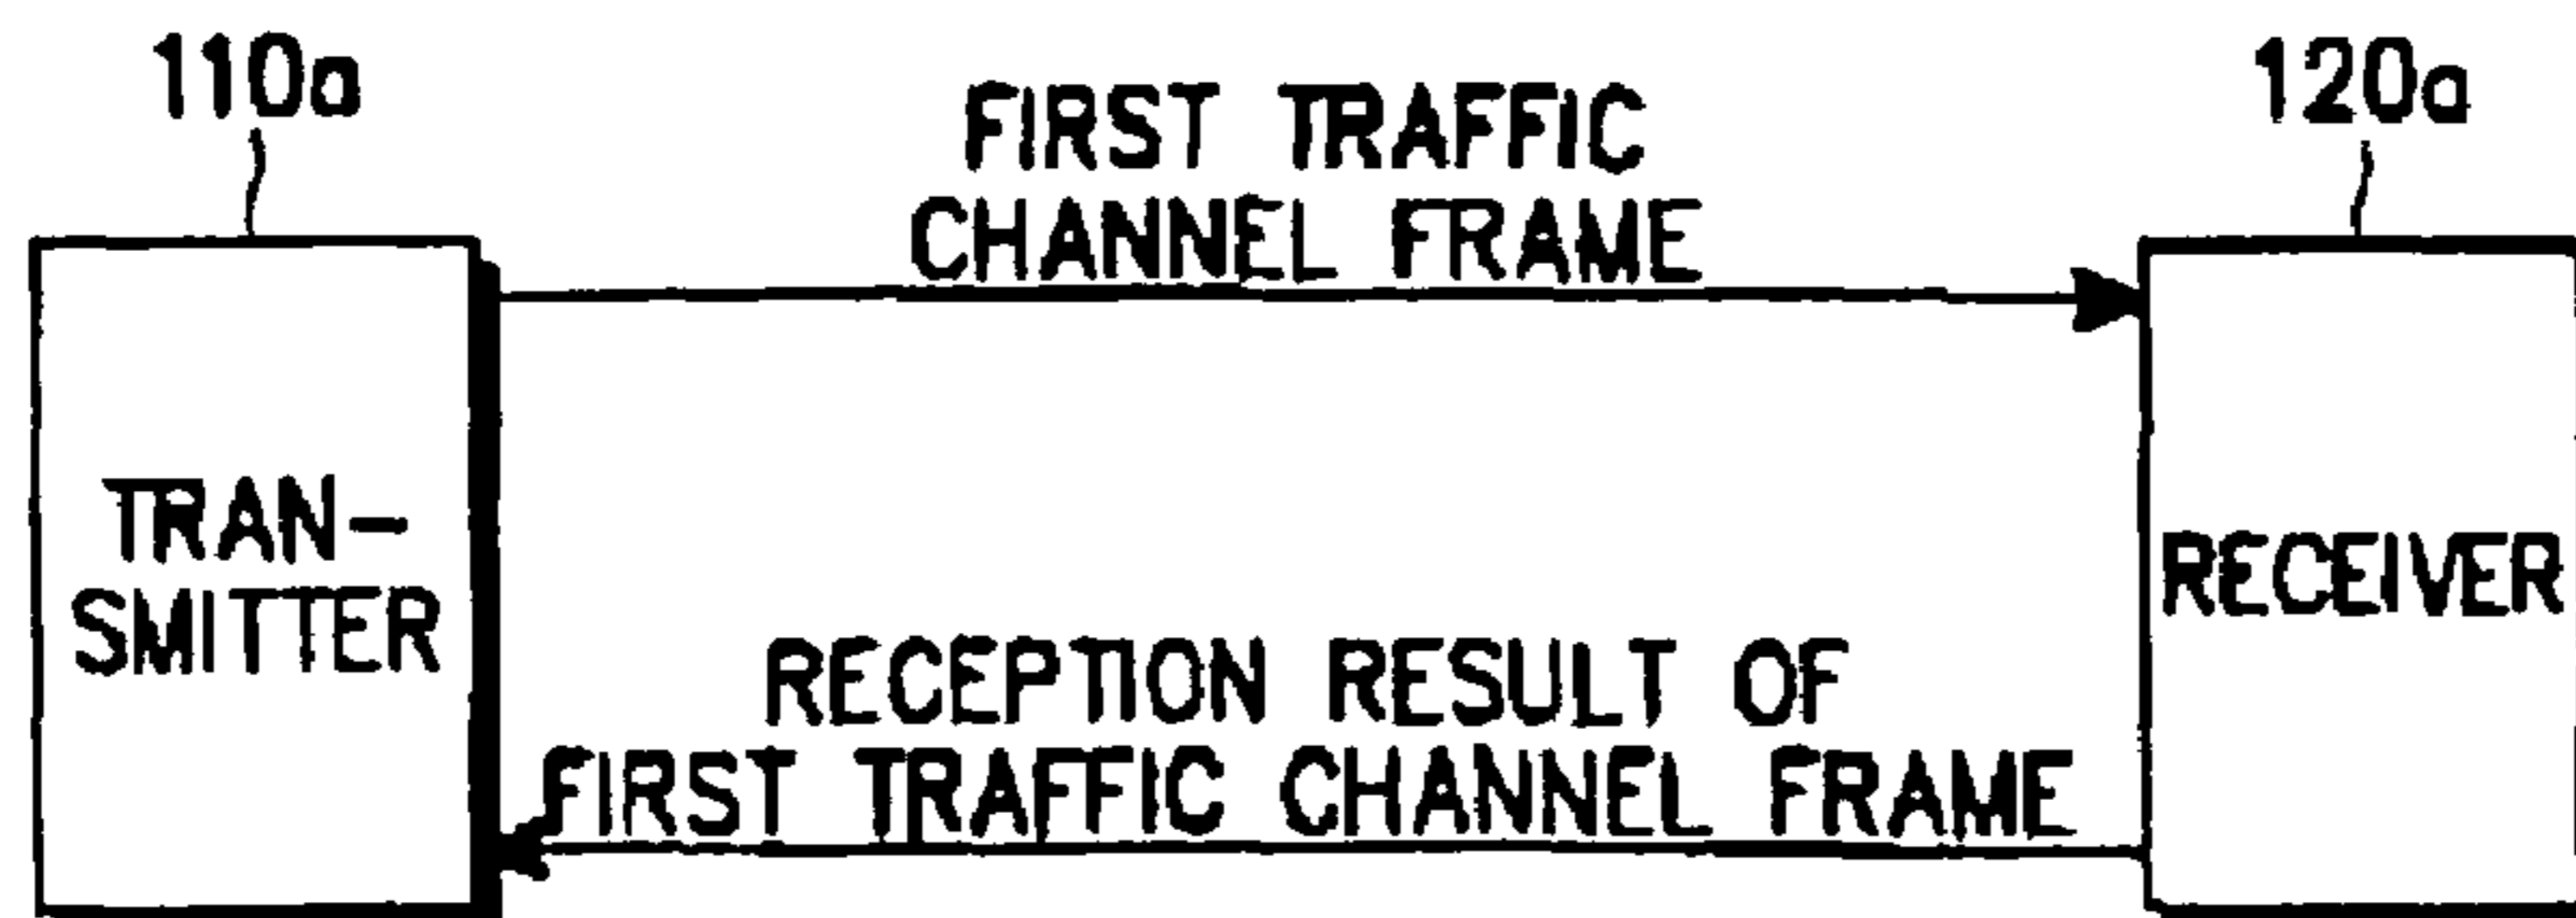 110a
120a
FIRST TRAFFIC
CHANNEL FRAME
TRAN-
SMITTER
RECEIVER
RECEPTION RESULT OF
FIRST TRAFFIC CHANNEL FRAME